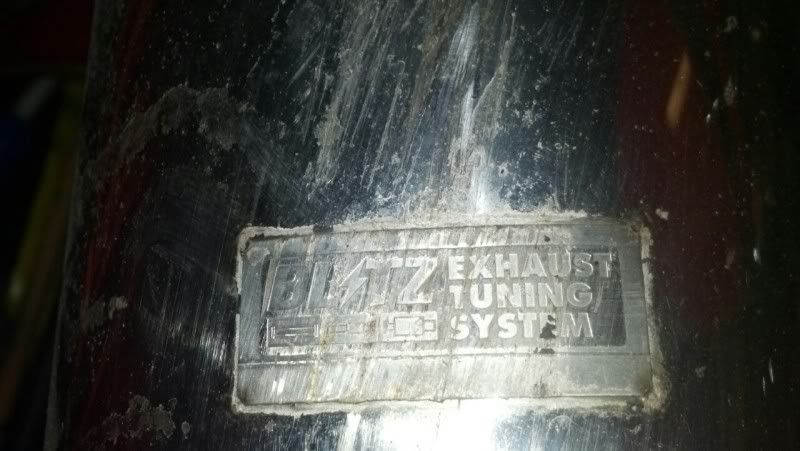 BLITZ
EXHAUST
TUNING
SYSTEM